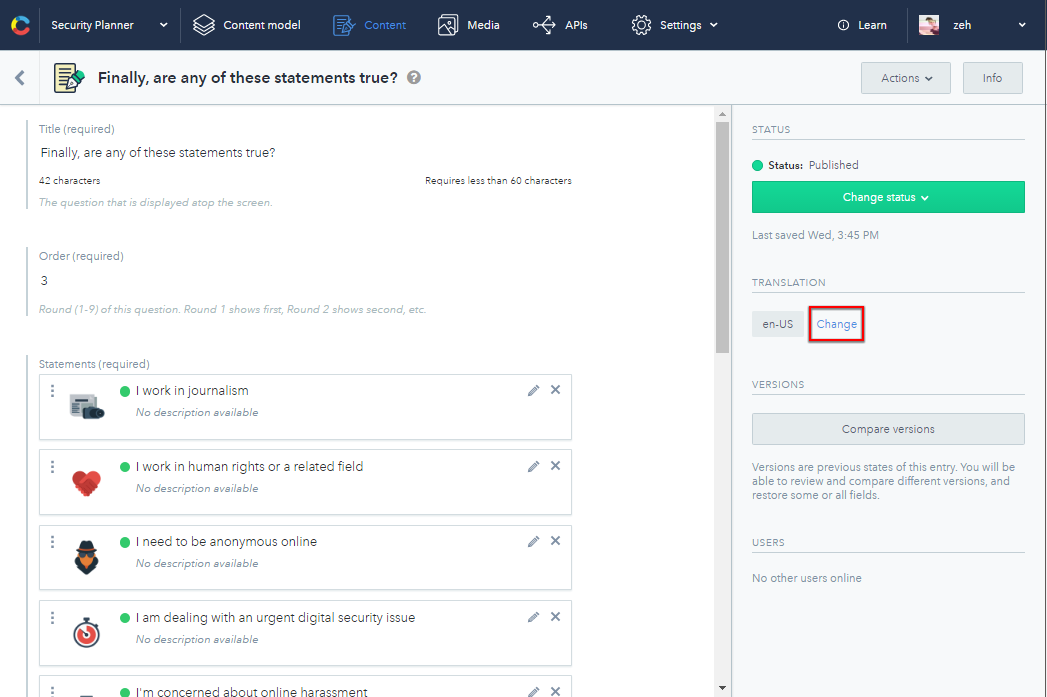 Security Planner
Content model
Content
Media
APIs
Settings
Learn
zeh
Finally, are any of these statements true? ?
Actions
Info
Title (required)
Finally, are any of these statements true?
42 characters
Requires less than 60 characters
The question that is displayed atop the screen.
Order (required)
3
Round (1-9) of this question. Round 1 shows first, Round 2 shows second, etc.
Statements (required)
I work in journalism
No description available
I work in human rights or a related field
No description available
I need to be anonymous online
No description available
I am dealing with an urgent digital security issue
No description available
I'm concerned about online harassment
STATUS
Status: Published
Change status
Last saved Wed, 3:45 PM
TRANSLATION
en-US
Change
VERSIONS
Compare versions
Versions are previous states of this entry. You will be
able to review and compare different versions, and
restore some or all fields.
USERS
No other users online